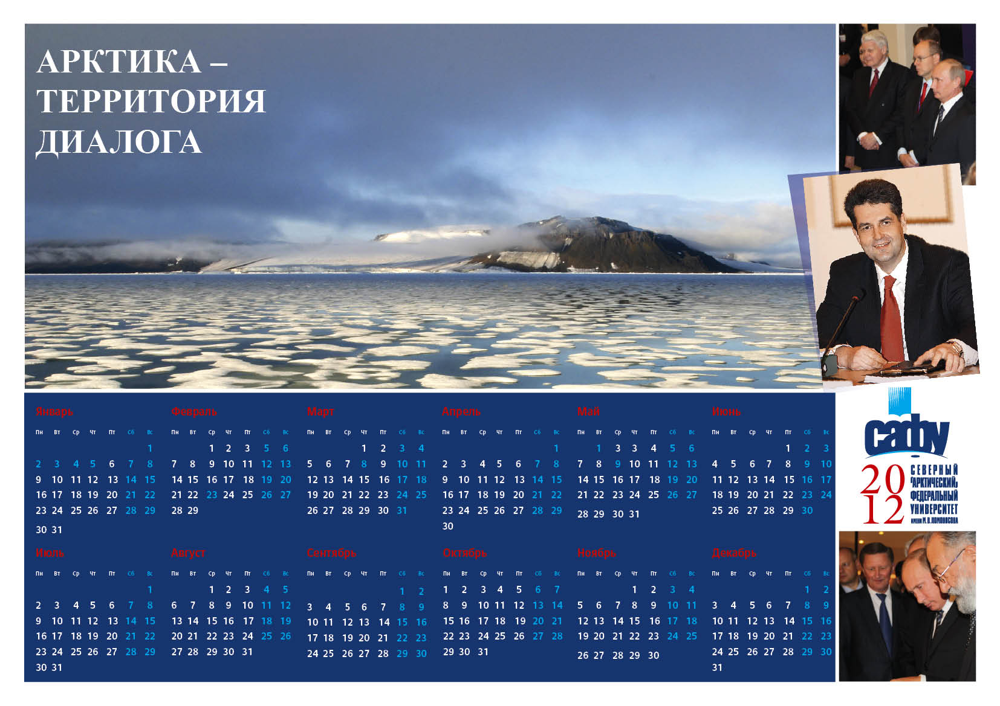 АРКТИКА –
ТЕРРИТОРИЯ
ДИАЛОГА
Январь
Пн Вт Ср Чт Пт Сб Вс
1
2 3 4 5 6 7 8
9 10 11 12 13 14 15
16 17 18 19 20 21 22
23 24 25 26 27 28 29
30 31
Февраль
Пн Вт Ср Чт Пт Сб Вс
1 2 3 5 6
7 8 9 10 11 12 13
14 15 16 17 18 19 20
21 22 23 24 25 26 27
28 29
Март
Пн Вт Ср Чт Пт Сб Вс
1 2 3 4
5 6 7 8 9 10 11
12 13 14 15 16 17 18
19 20 21 22 23 24 25
26 27 28 29 30 31
Апрель
Пн Вт Ср Чт Пт Сб Вс
1
2 3 4 5 6 7 8
9 10 11 12 13 14 15
16 17 18 19 20 21 22
23 24 25 26 27 28 29
30
Май
Пн Вт Ср Чт Пт Сб Вс
1 3 3 4 5 6
7 8 9 10 11 12 13
14 15 16 17 18 19 20
21 22 23 24 25 26 27
28 29 30 31
Июнь
Пн Вт Ср Чт Пт Сб Вс
1 2 3
4 5 6 7 8 9 10
11 12 13 14 15 16 17
18 19 20 21 22 23 24
25 26 27 28 29 30
Июль
Пн Вт Ср Чт Пт Сб Вс
1
2 3 4 5 6 7 8
9 10 11 12 13 14 15
16 17 18 19 20 21 22
23 24 25 26 27 28 29
30 31
Август
Пн Вт Ср Чт Пт Сб Вс
1 2 3 4 5
6 7 8 9 10 11 12
13 14 15 16 17 18 19
20 21 22 23 24 25 26
27 28 29 30 31
Сентябрь
Пн Вт Ср Чт Пт Сб Вс
1 2
3 4 5 6 7 8 9
10 11 12 13 14 15 16
17 18 19 20 21 22 23
24 25 26 27 28 29 30
Октябрь
Пн Вт Ср Чт Пт Сб Вс
1 2 3 4 5 6 7
8 9 10 11 12 13 14
15 16 17 18 19 20 21
22 23 24 25 26 27 28
29 30 31
Ноябрь
Пн Вт Ср Чт Пт Сб Вс
1 2 3 4
5 6 7 8 9 10 11
12 13 14 15 16 17 18
19 20 21 22 23 24 25
26 27 28 29 30
Декабрь
Пн Вт Ср Чт Пт Сб Вс
1 2
3 4 5 6 7 8 9
10 11 12 13 14 15 16
17 18 19 20 21 22 23
24 25 26 27 28 29 30
31
сафу
20
12
СЕВЕРНЫЙ
(АРКТИЧЕСКИЙ)
ФЕДЕРАЛЬНЫЙ
УНИВЕРСИТЕТ
ИМЕНИ М. В. ЛОМОНОСОВА